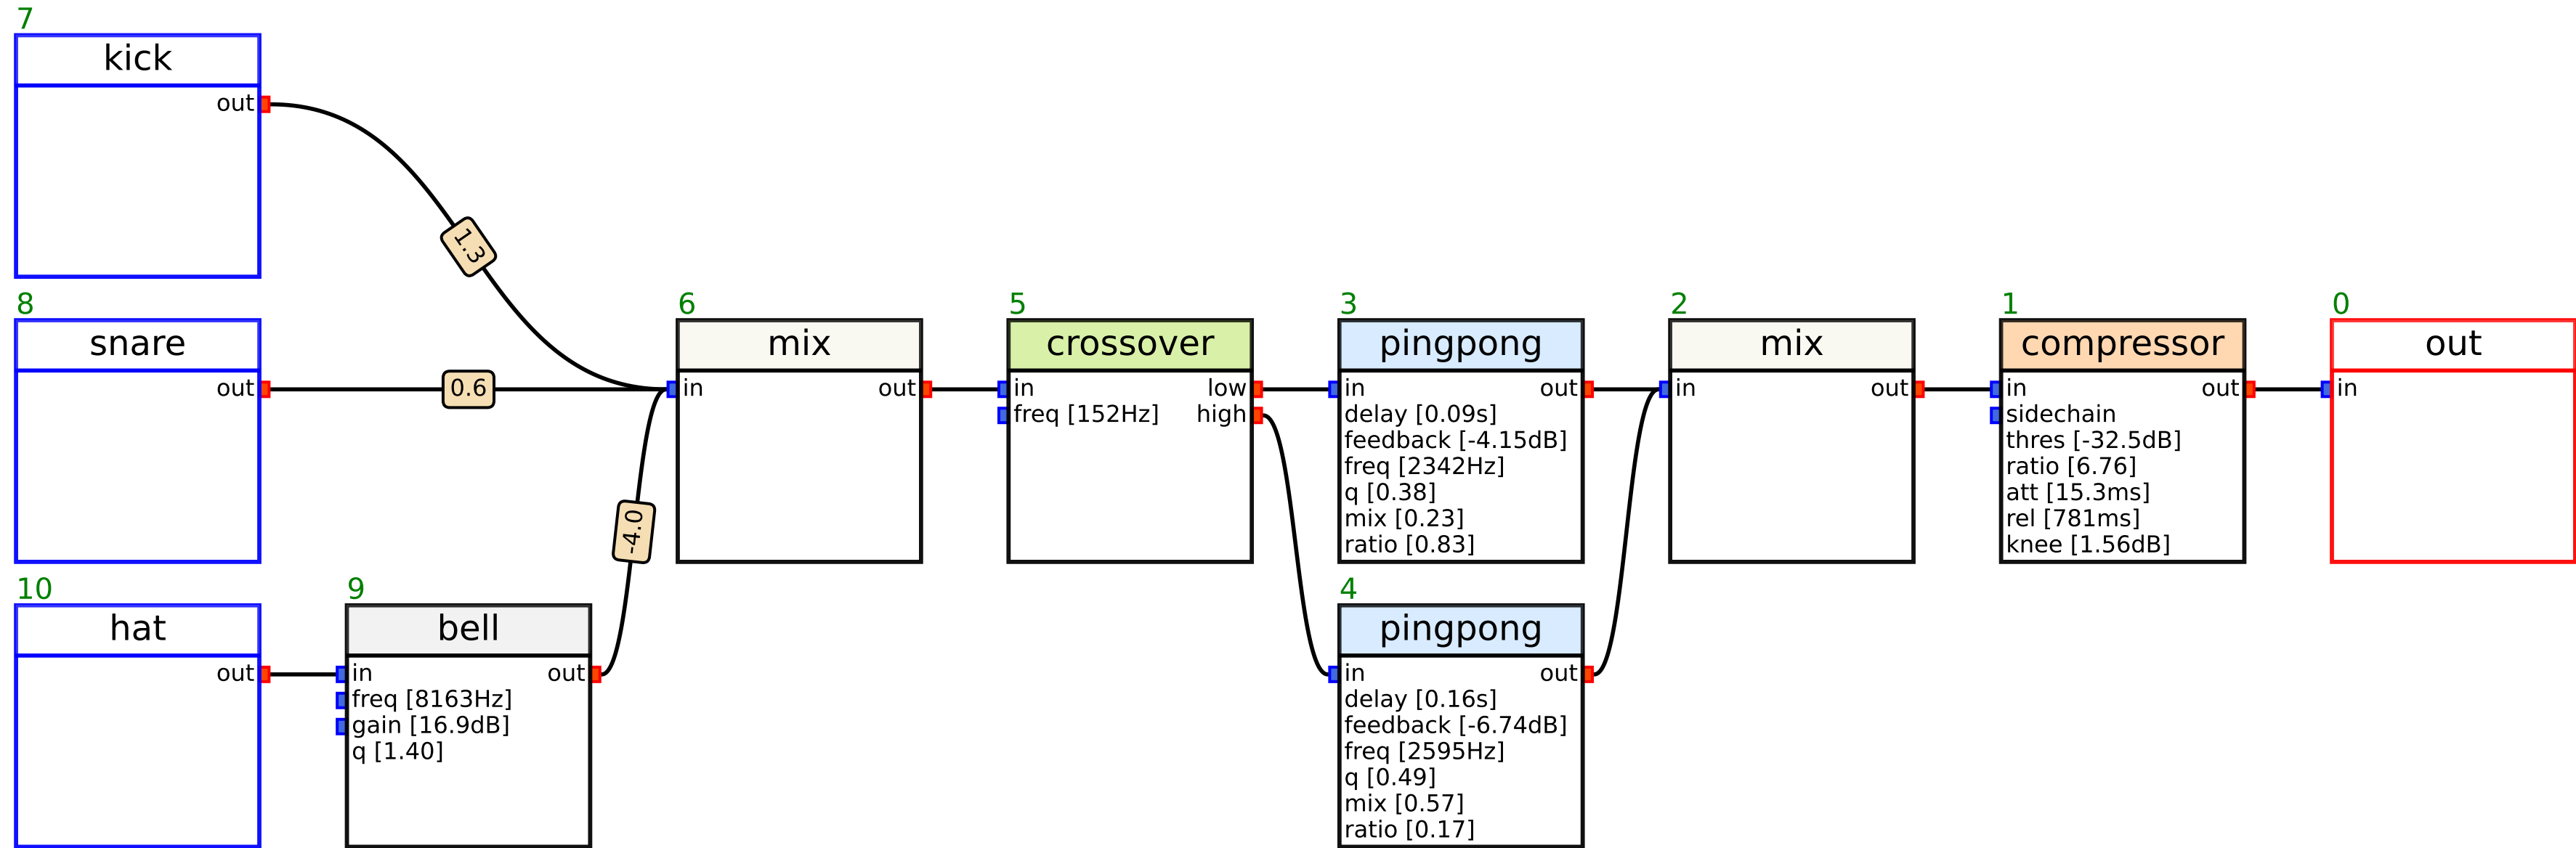 7
kick
out
1.3
8
snare
out
0.6
10
hat
out
9
bell
in out
freq [8163Hz]
gain [16.9dB]
q [1.40]
-4.0
6
mix
in out
5
crossover
in low
freq [152Hz] high
3
pingpong
in out
delay [0.09s]
feedback [-4.15dB]
freq [2342Hz]
q [0.38]
mix [0.23]
ratio [0.83]
4
pingpong
in out
delay [0.16s]
feedback [-6.74dB]
freq [2595Hz]
q [0.49]
mix [0.57]
ratio [0.17]
2
mix
in out
1
compressor
in out
sidechain
thres [-32.5dB]
ratio [6.76]
att [15.3ms]
rel [781ms]
knee [1.56dB]
0
out
in